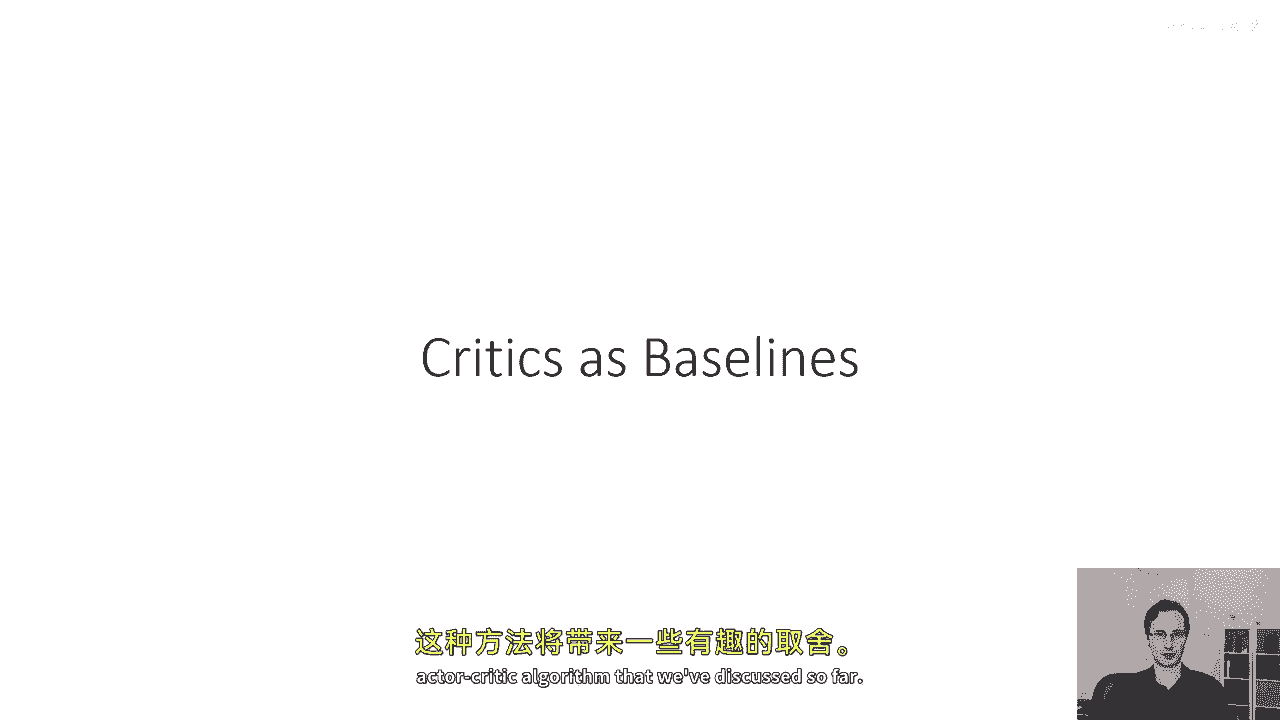 Critics as Baselines
这种方法将带来一些有趣的取舍。
actor-critic algorithm that we've discussed so far.